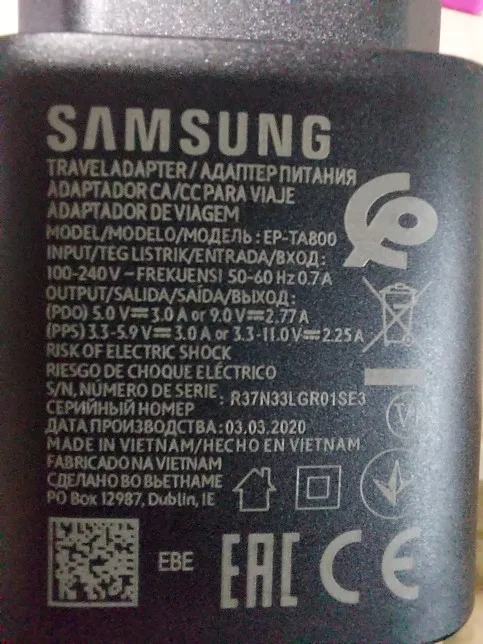 SAMSUNG
TRAVEL ADAPTER / АДАПТЕР ПИТАНИЯ
ADAPTADOR CA/CC PARA VIAJE
ADAPTADOR DE VIAGEM
MODEL/MODELO/МОДЕЛЬ : EP-TA800
INPUT/TEG LISTRIK/ENTRADA/ВХОД:
100-240 V ~ FREKUENSI 50-60 Hz 0.7 A
OUTPUT/SALIDA/SAÍDA/ВЫХОД:
(PDO) 5.0 V⎓3.0 A or 9.0 V⎓2.77 A
(PPS) 3.3-5.9 V⎓3.0 A or 3.3-11.0 V⎓2.25 A
RISK OF ELECTRIC SHOCK
RIESGO DE CHOQUE ELÉCTRICO
S/N, NÚMERO DE SERIE
СЕРИЙНЫЙ НОМЕР : R37N33LGR01SE3
ДАТА ПРОИЗВОДСТВА : 03.03.2020
MADE IN VIETNAM/HECHO EN VIETNAM
FABRICADO NA VIETNAM
СДЕЛАНО ВО ВЬЕТНАМЕ
PO Box 12987, Dublin, IE
EBE
EAC CE